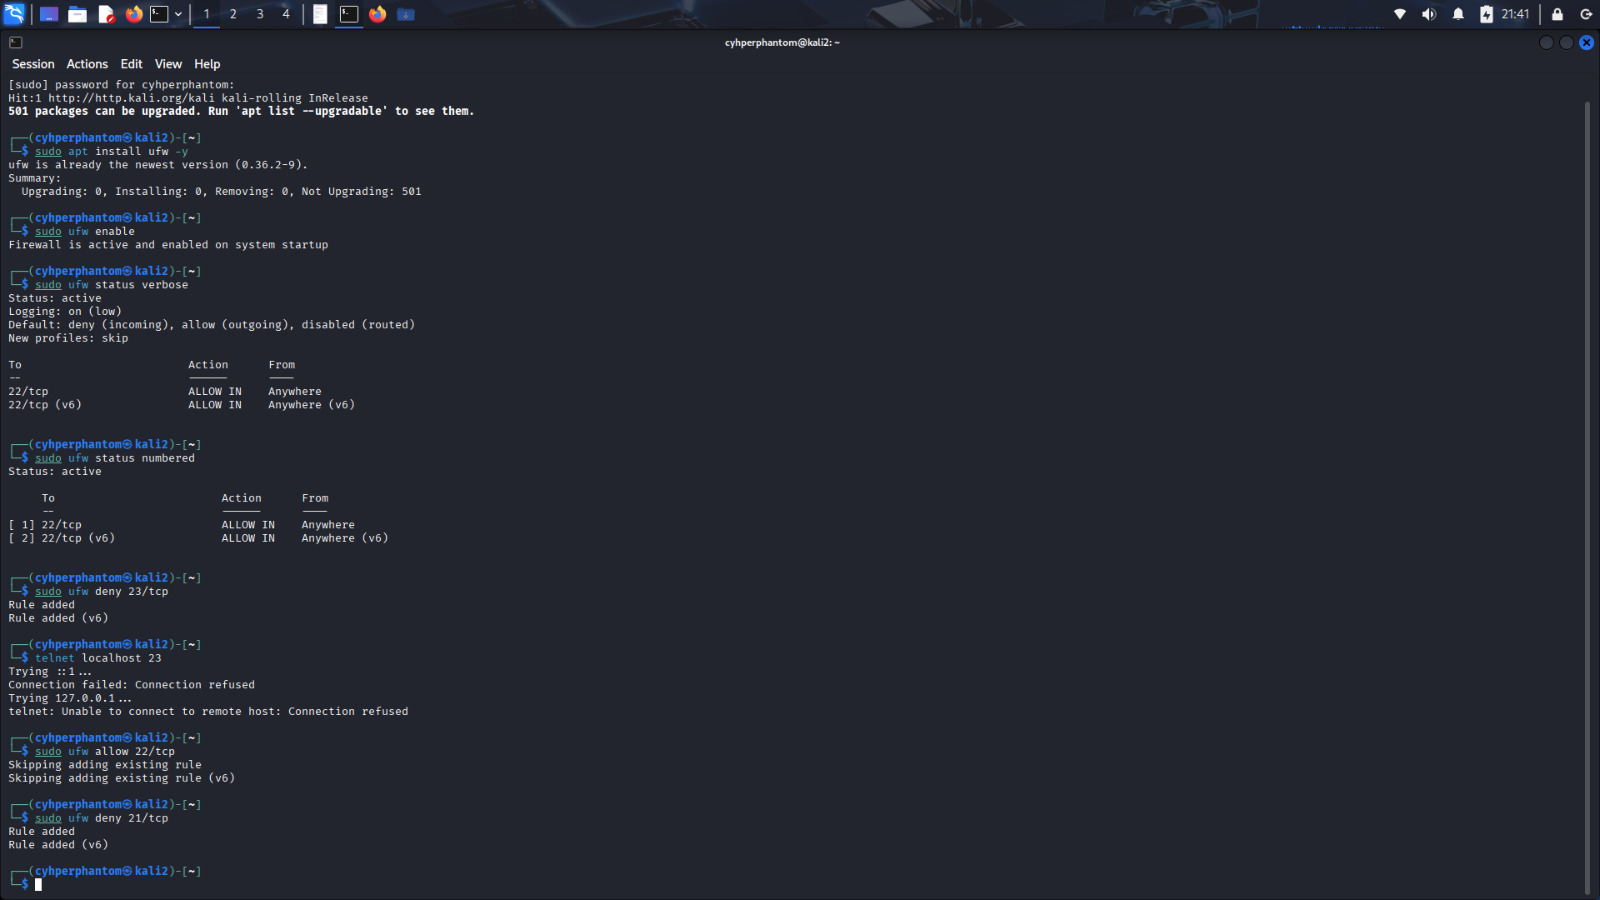 1 2 3 4 21:41
cyhperphantom@kali2: ~
Session Actions Edit View Help
[sudo] password for cyhperphantom:
Hit:1 http://http.kali.org/kali kali-rolling InRelease
501 packages can be upgraded. Run 'apt list --upgradable' to see them.
┌──(cyhperphantom㉿kali2)-[~]
└─$ sudo apt install ufw -y
ufw is already the newest version (0.36.2-9).
Summary:
  Upgrading: 0, Installing: 0, Removing: 0, Not Upgrading: 501
┌──(cyhperphantom㉿kali2)-[~]
└─$ sudo ufw enable
Firewall is active and enabled on system startup
┌──(cyhperphantom㉿kali2)-[~]
└─$ sudo ufw status verbose
Status: active
Logging: on (low)
Default: deny (incoming), allow (outgoing), disabled (routed)
New profiles: skip
To                         Action      From
--                         ------      ----
22/tcp                     ALLOW IN    Anywhere
22/tcp (v6)                ALLOW IN    Anywhere (v6)
┌──(cyhperphantom㉿kali2)-[~]
└─$ sudo ufw status numbered
Status: active
     To                         Action      From
     --                         ------      ----
[ 1] 22/tcp                     ALLOW IN    Anywhere
[ 2] 22/tcp (v6)                ALLOW IN    Anywhere (v6)
┌──(cyhperphantom㉿kali2)-[~]
└─$ sudo ufw deny 23/tcp
Rule added
Rule added (v6)
┌──(cyhperphantom㉿kali2)-[~]
└─$ telnet localhost 23
Trying ::1...
Connection failed: Connection refused
Trying 127.0.0.1...
telnet: Unable to connect to remote host: Connection refused
┌──(cyhperphantom㉿kali2)-[~]
└─$ sudo ufw allow 22/tcp
Skipping adding existing rule
Skipping adding existing rule (v6)
┌──(cyhperphantom㉿kali2)-[~]
└─$ sudo ufw deny 21/tcp
Rule added
Rule added (v6)
┌──(cyhperphantom㉿kali2)-[~]
└─$